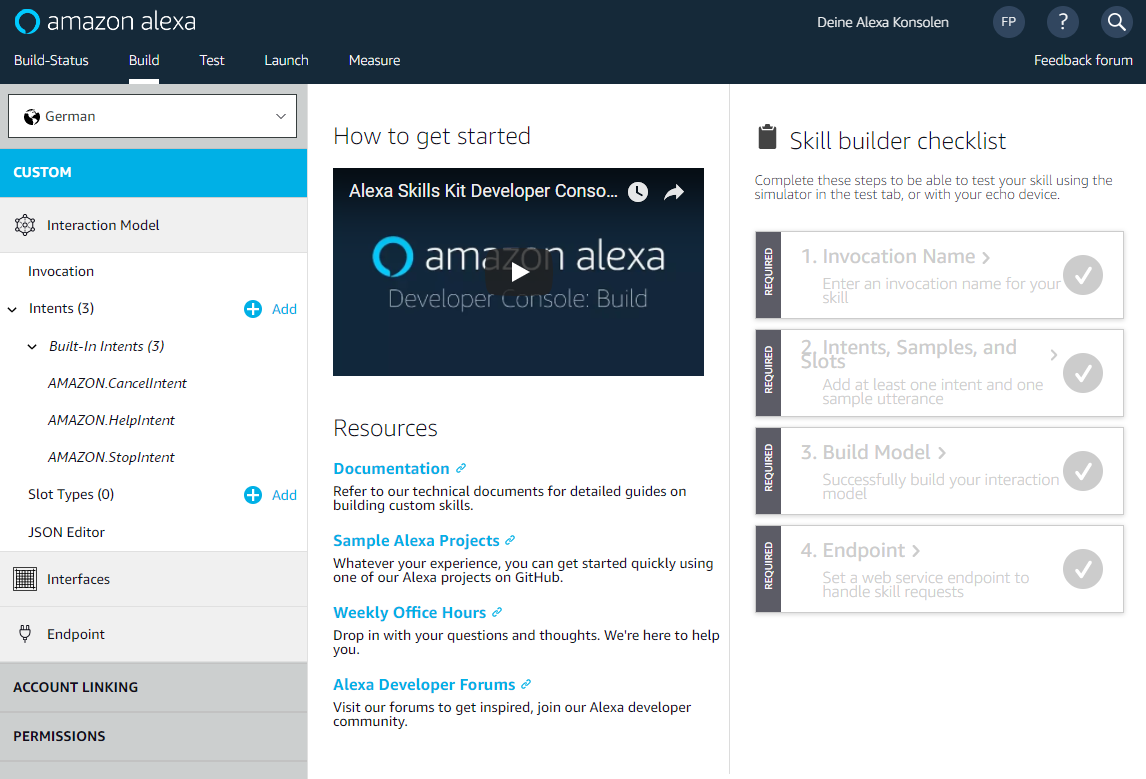 amazon alexa
Deine Alexa Konsolen
FP
?
Build-Status
Build
Test
Launch
Measure
Feedback forum
German
CUSTOM
Interaction Model
Invocation
Intents (3)
Add
Built-In Intents (3)
AMAZON.CancelIntent
AMAZON.HelpIntent
AMAZON.StopIntent
Slot Types (0)
Add
JSON Editor
Interfaces
Endpoint
ACCOUNT LINKING
PERMISSIONS
How to get started
Alexa Skills Kit Developer Conso...
amazon alexa
Developer Console: Build
Resources
Documentation
Refer to our technical documents for detailed guides on
building custom skills.
Sample Alexa Projects
Whatever your experience, you can get started quickly using
one of our Alexa projects on GitHub.
Weekly Office Hours
Drop in with your questions and thoughts. We're here to help
you.
Alexa Developer Forums
Visit our forums to get inspired, join our Alexa developer
community.
Skill builder checklist
Complete these steps to be able to test your skill using the
simulator in the test tab, or with your echo device.
REQUIRED
1. Invocation Name
Enter an invocation name for your
skill
REQUIRED
2. Intents, Samples, and
Slots
Add at least one intent and one
sample utterance
REQUIRED
3. Build Model
Successfully build your interaction
model
REQUIRED
4. Endpoint
Set a web service endpoint to
handle skill requests